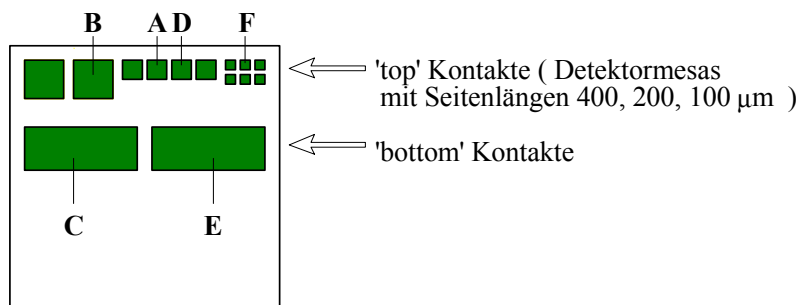 B A D F
'top' Kontakte ( Detektormesas
mit Seitenlängen 400, 200, 100 μm )
'bottom' Kontakte
C E